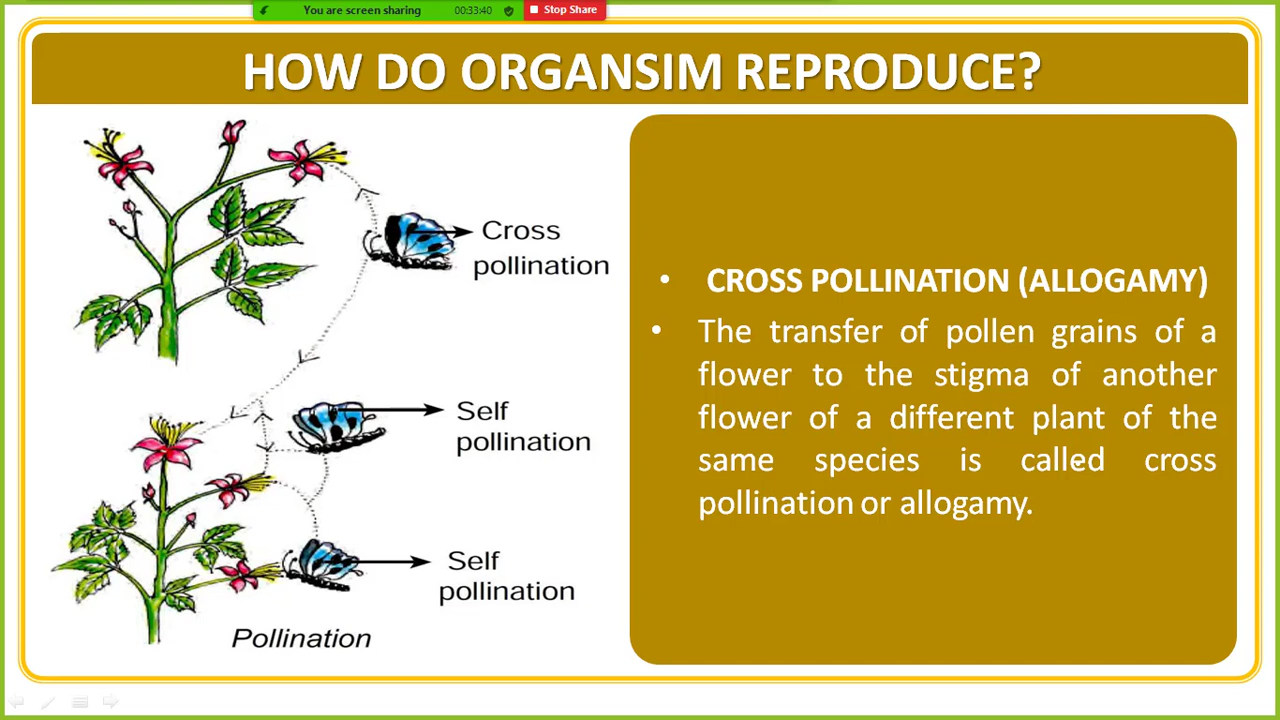 You are screen sharing 00:33:40 Stop Share
HOW DO ORGANSIM REPRODUCE?
Cross
pollination
Self
pollination
Self
pollination
Pollination
• CROSS POLLINATION (ALLOGAMY)
• The transfer of pollen grains of a
flower to the stigma of another
flower of a different plant of the
same species is called cross
pollination or allogamy.